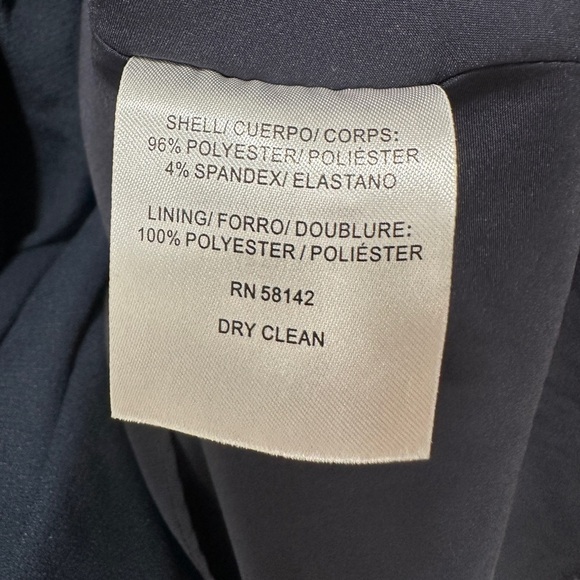 SHELL/ CUERPO/ CORPS:
96% POLYESTER/ POLIÉSTER
4% SPANDEX/ ELASTANO
LINING/ FORRO/ DOUBLURE:
100% POLYESTER / POLIÉSTER
RN 58142
DRY CLEAN